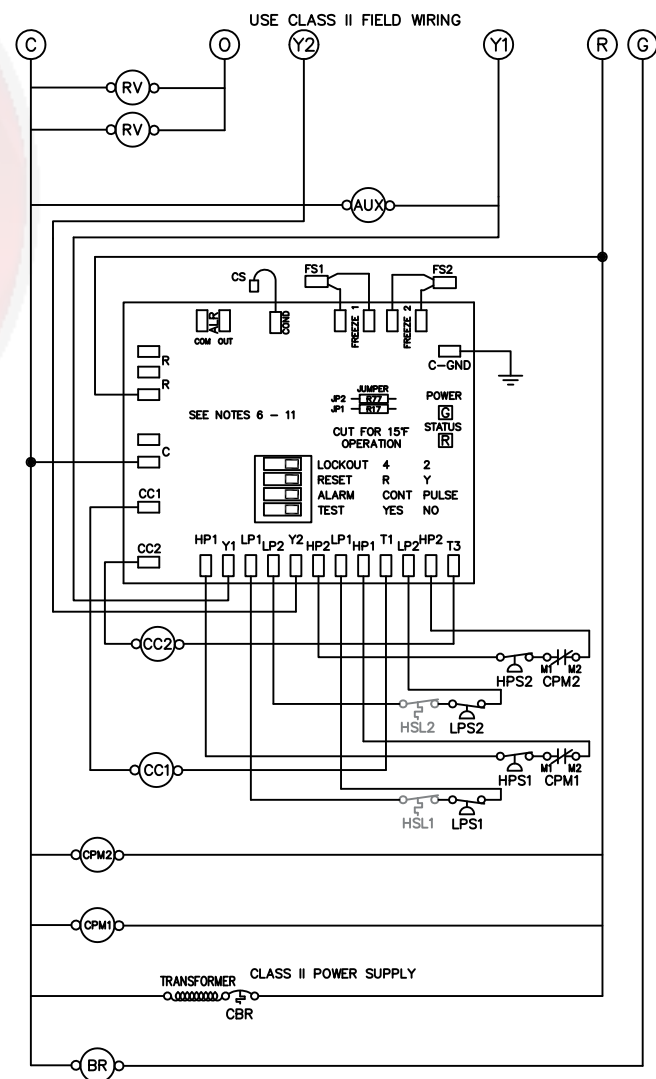 USE CLASS II FIELD WIRING
C O Y2 Y1 R G
RV
RV
AUX
CS FS1 FS2
ALR
COM OUT
COND
FREEZE 1
FREEZE 2
C-GND
R
R
JUMPER
JP2 R77
JP1 R17
POWER
G
STATUS
R
SEE NOTES 6 - 11
CUT FOR 15°F
OPERATION
C
LOCKOUT 4 2
RESET R Y
ALARM CONT PULSE
TEST YES NO
CC1
CC2
HP1 Y1 LP1 LP2 Y2 HP2 LP1 HP1 T1 LP2 HP2 T3
CC2
M1 M2
HPS2 CPM2
HSL2 LPS2
CC1
M1 M2
HPS1 CPM1
HSL1 LPS1
CPM2
CPM1
TRANSFORMER CLASS II POWER SUPPLY
CBR
BR